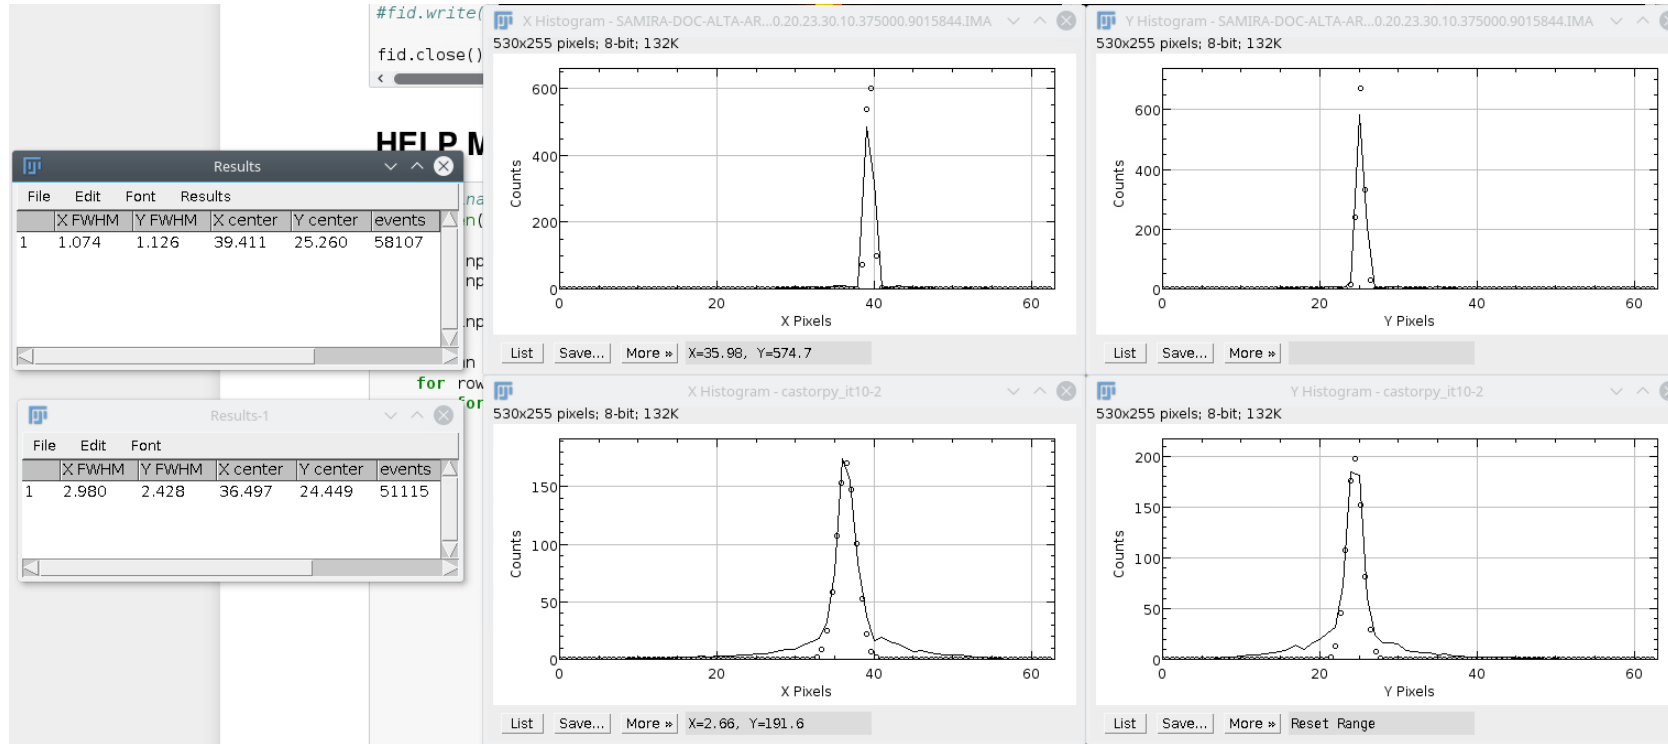 #fid.write(
fid.close()
HELP M
en(
for row
for
Results
File Edit Font Results
X FWHM Y FWHM X center Y center events
1 1.074 1.126 39.411 25.260 58107
Results-1
File Edit Font
X FWHM Y FWHM X center Y center events
1 2.980 2.428 36.497 24.449 51115
X Histogram - SAMIRA-DOC-ALTA-AR...0.20.23.30.10.375000.9015844.IMA
530x255 pixels; 8-bit; 132K
600
400
200
0
Counts
0 20 40 60
X Pixels
List Save... More » X=35.98, Y=574.7
Y Histogram - SAMIRA-DOC-ALTA-AR...0.20.23.30.10.375000.9015844.IMA
530x255 pixels; 8-bit; 132K
600
400
200
0
Counts
0 20 40 60
Y Pixels
List Save... More »
X Histogram - castorpy_it10-2
530x255 pixels; 8-bit; 132K
150
100
50
0
Counts
0 20 40 60
X Pixels
List Save... More » X=2.66, Y=191.6
Y Histogram - castorpy_it10-2
530x255 pixels; 8-bit; 132K
200
150
100
50
0
Counts
0 20 40 60
Y Pixels
List Save... More » Reset Range